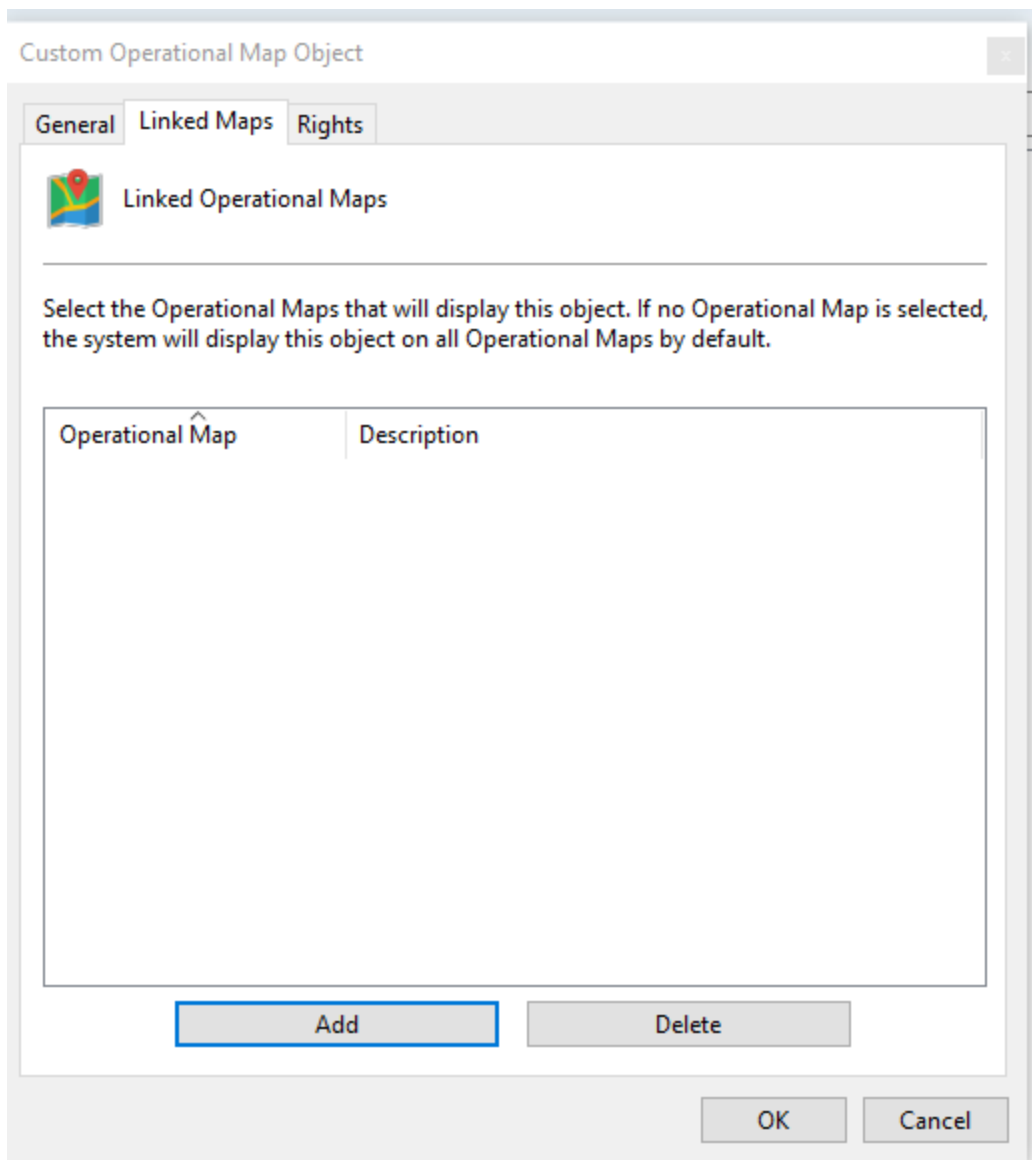 Custom Operational Map Object
x
General Linked Maps Rights
Linked Operational Maps
Select the Operational Maps that will display this object. If no Operational Map is selected,
the system will display this object on all Operational Maps by default.
Operational Map Description
Add Delete
OK Cancel